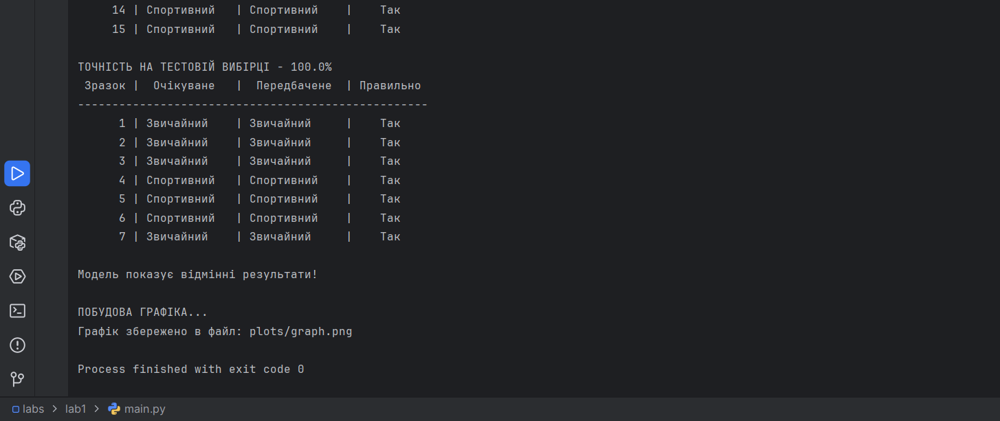 14 | Спортивний | Спортивний | Так
15 | Спортивний | Спортивний | Так
ТОЧНІСТЬ НА ТЕСТОВІЙ ВИБІРЦІ - 100.0%
Зразок | Очікуване | Передбачене | Правильно
---------------------------------------------------
1 | Звичайний | Звичайний | Так
2 | Звичайний | Звичайний | Так
3 | Звичайний | Звичайний | Так
4 | Спортивний | Спортивний | Так
5 | Спортивний | Спортивний | Так
6 | Спортивний | Спортивний | Так
7 | Звичайний | Звичайний | Так
Модель показує відмінні результати!
ПОБУДОВА ГРАФІКА...
Графік збережено в файл: plots/graph.png
Process finished with exit code 0
labs > lab1 > main.py